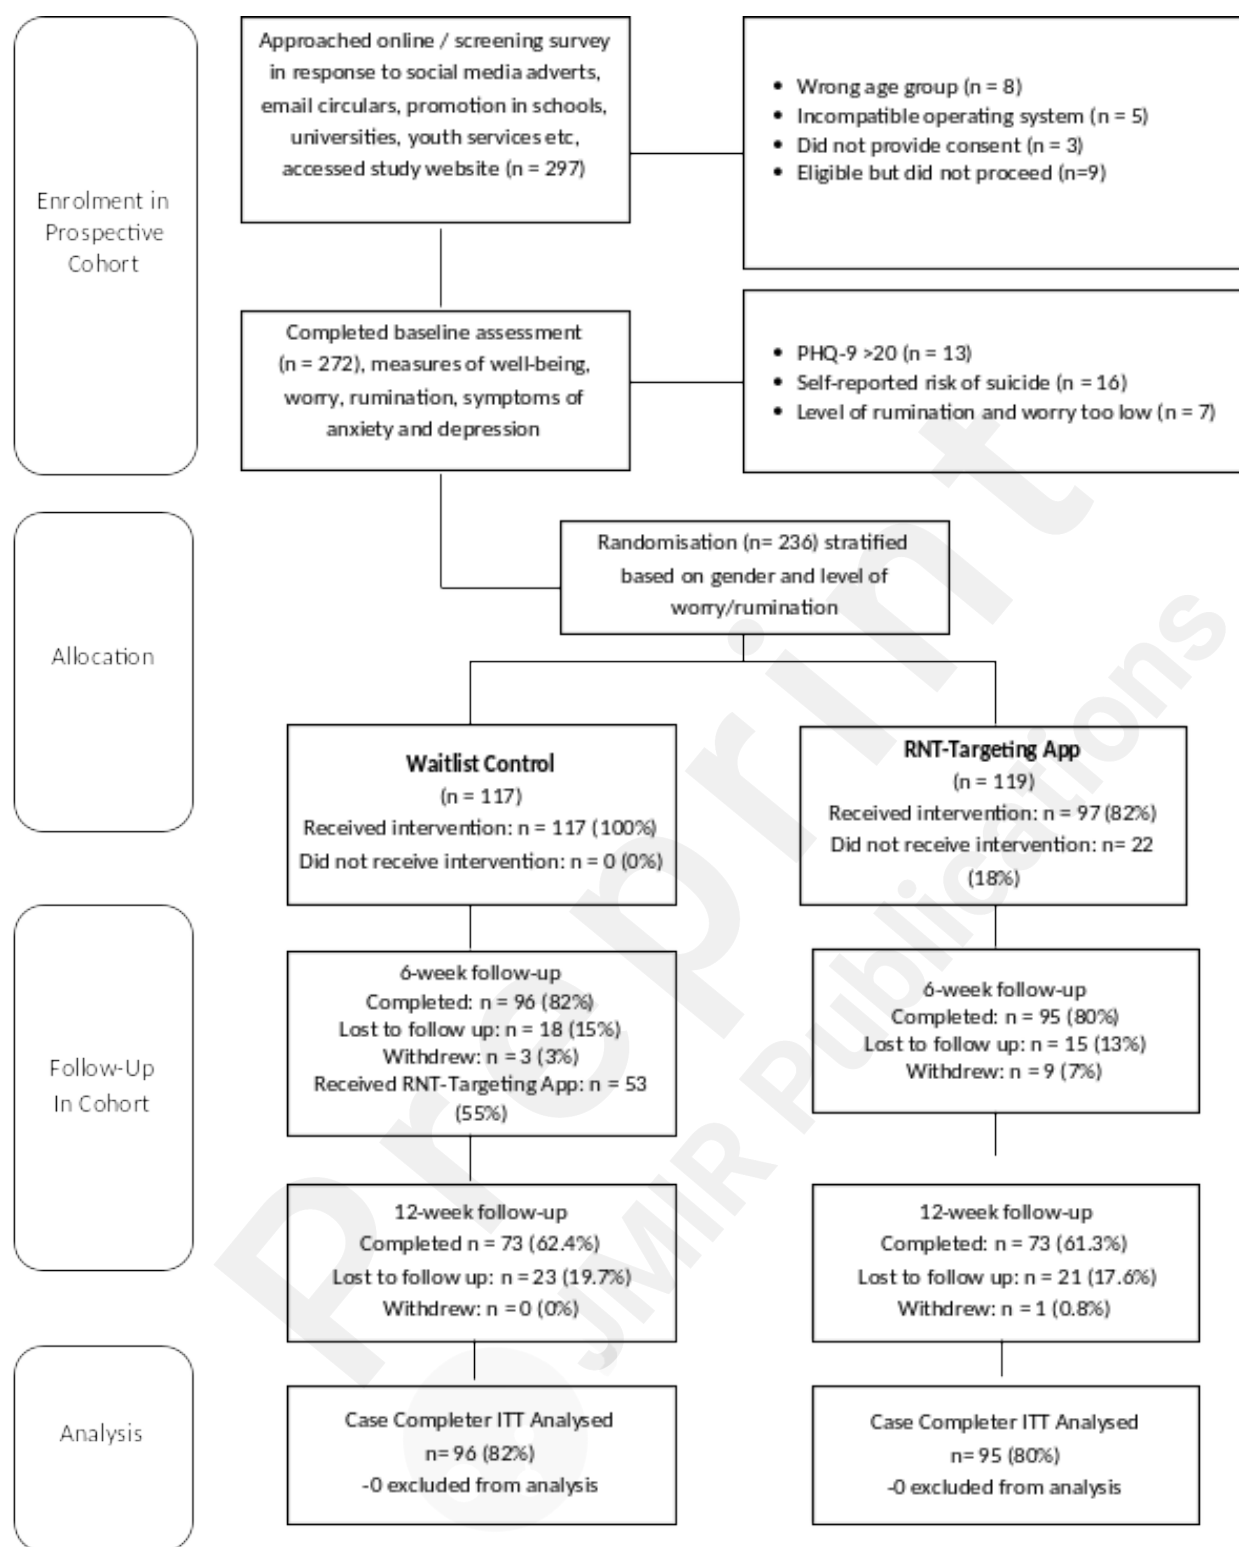 Enrolment in
Prospective
Cohort
Approached online / screening survey
in response to social media adverts,
email circulars, promotion in schools,
universities, youth services etc,
accessed study website (n = 297)
• Wrong age group (n = 8)
• Incompatible operating system (n = 5)
• Did not provide consent (n = 3)
• Eligible but did not proceed (n=9)
Completed baseline assessment
(n = 272), measures of well-being,
worry, rumination, symptoms of
anxiety and depression
• PHQ-9 >20 (n = 13)
• Self-reported risk of suicide (n = 16)
• Level of rumination and worry too low (n = 7)
Allocation
Randomisation (n= 236) stratified
based on gender and level of
worry/rumination
Waitlist Control
(n = 117)
Received intervention: n = 117 (100%)
Did not receive intervention: n = 0 (0%)
RNT-Targeting App
(n = 119)
Received intervention: n = 97 (82%)
Did not receive intervention: n= 22
(18%)
Follow-Up
In Cohort
6-week follow-up
Completed: n = 96 (82%)
Lost to follow up: n = 18 (15%)
Withdrew: n = 3 (3%)
Received RNT-Targeting App: n = 53
(55%)
6-week follow-up
Completed: n = 95 (80%)
Lost to follow up: n = 15 (13%)
Withdrew: n = 9 (7%)
12-week follow-up
Completed n = 73 (62.4%)
Lost to follow up: n = 23 (19.7%)
Withdrew: n = 0 (0%)
12-week follow-up
Completed: n = 73 (61.3%)
Lost to follow up: n = 21 (17.6%)
Withdrew: n = 1 (0.8%)
Analysis
Case Completer ITT Analysed
n= 96 (82%)
-0 excluded from analysis
Case Completer ITT Analysed
n= 95 (80%)
-0 excluded from analysis
Preprint
JMIR Publications